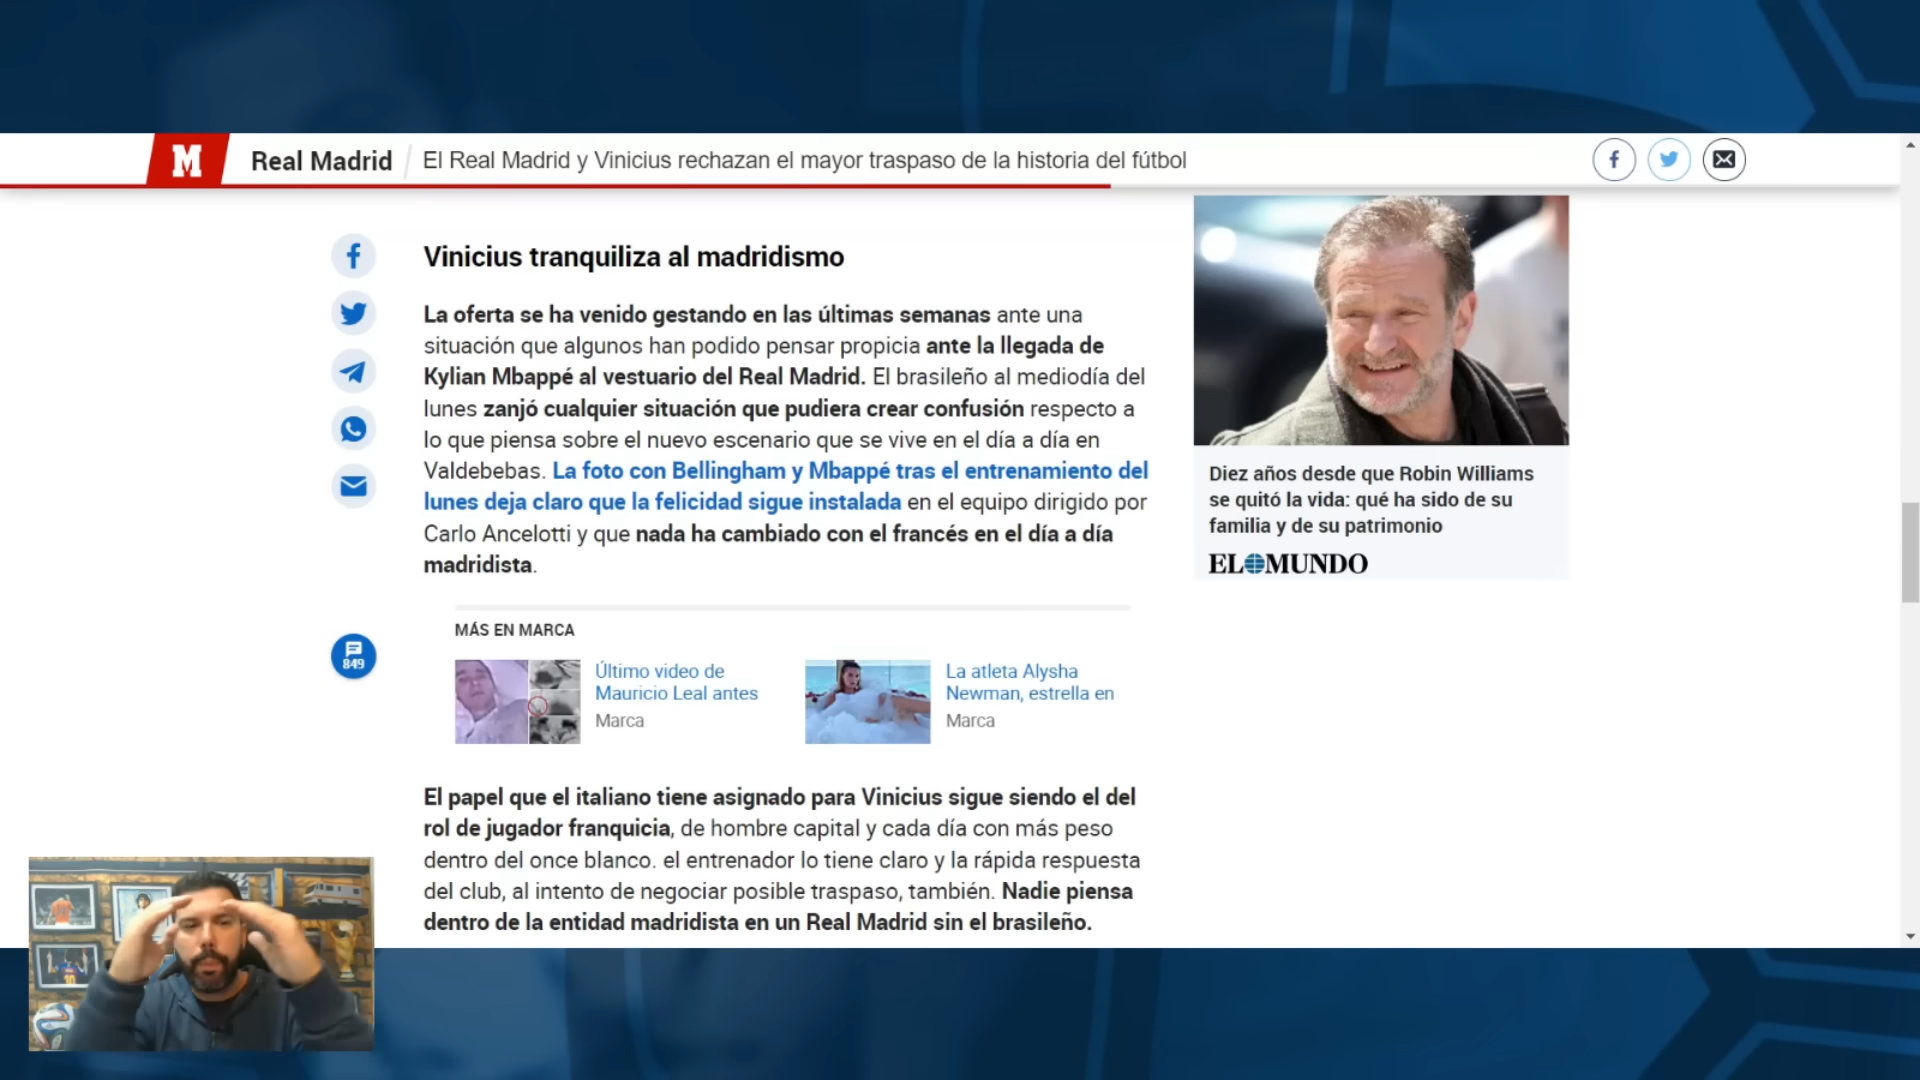 M
Real Madrid
El Real Madrid y Vinicius rechazan el mayor traspaso de la historia del fútbol
Vinicius tranquiliza al madridismo
La oferta se ha venido gestando en las últimas semanas ante una
situación que algunos han podido pensar propicia ante la llegada de
Kylian Mbappé al vestuario del Real Madrid. El brasileño al mediodía del
lunes zanjó cualquier situación que pudiera crear confusión respecto a
lo que piensa sobre el nuevo escenario que se vive en el día a día en
Valdebebas. La foto con Bellingham y Mbappé tras el entrenamiento del
lunes deja claro que la felicidad sigue instalada en el equipo dirigido por
Carlo Ancelotti y que nada ha cambiado con el francés en el día a día
madridista.
Diez años desde que Robin Williams
se quitó la vida: qué ha sido de su
familia y de su patrimonio
EL MUNDO
849
MÁS EN MARCA
Último video de
Mauricio Leal antes
Marca
La atleta Alysha
Newman, estrella en
Marca
El papel que el italiano tiene asignado para Vinicius sigue siendo el del
rol de jugador franquicia, de hombre capital y cada día con más peso
dentro del once blanco. el entrenador lo tiene claro y la rápida respuesta
del club, al intento de negociar posible traspaso, también. Nadie piensa
dentro de la entidad madridista en un Real Madrid sin el brasileño.